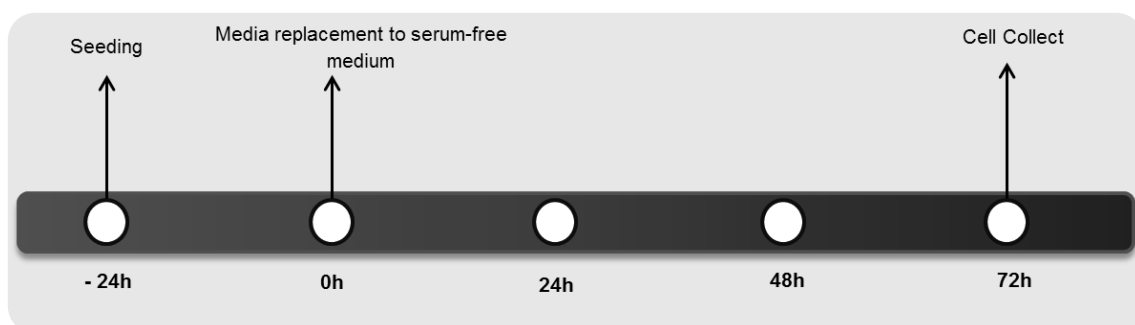 Seeding
Media replacement to serum-free
medium
Cell Collect
- 24h
0h
24h
48h
72h